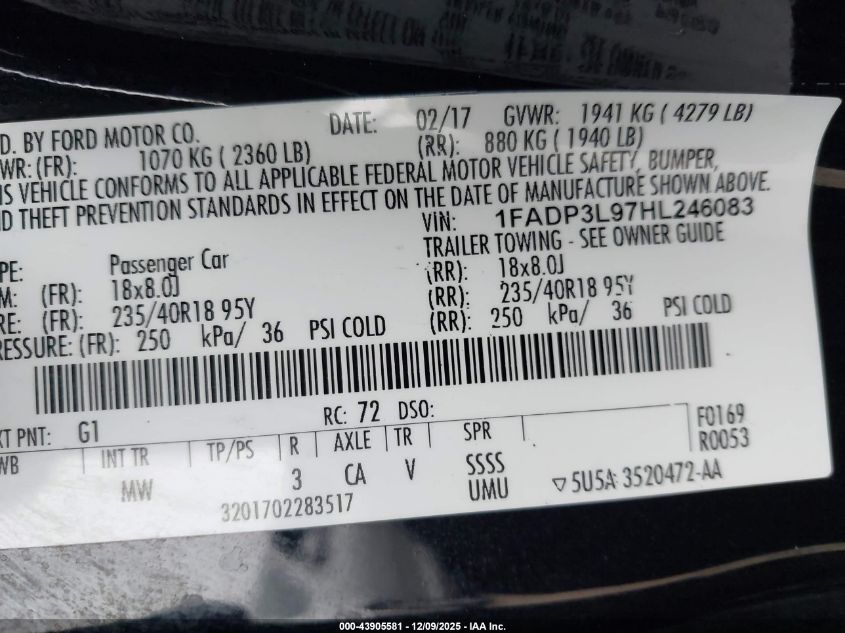 D. BY FORD MOTOR CO. DATE: 02/17 GVWR: 1941 KG ( 4279 LB)
WR: (FR): 1070 KG ( 2360 LB) (RR): 880 KG ( 1940 LB)
IS VEHICLE CONFORMS TO ALL APPLICABLE FEDERAL MOTOR VEHICLE SAFETY, BUMPER,
D THEFT PREVENTION STANDARDS IN EFFECT ON THE DATE OF MANUFACTURE SHOWN ABOVE.
VIN: 1FADP3L97HL246083
TRAILER TOWING - SEE OWNER GUIDE
PE: Passenger Car
M: (FR): 18x8.0J (RR): 18x8.0J
RE: (FR): 235/40R18 95Y (RR): 235/40R18 95Y
RESSURE: (FR): 250 kPa/ 36 PSI COLD (RR): 250 kPa/ 36 PSI COLD
RC: 72 DSO: F0169
XT PNT: G1 R0053
WB INT TR TP/PS R AXLE TR SPR
MW 3 CA V SSSS
UMU 5U5A-3520472-AA
3201702283517
000-43905581 / 12/09/2025 - IAA Inc.